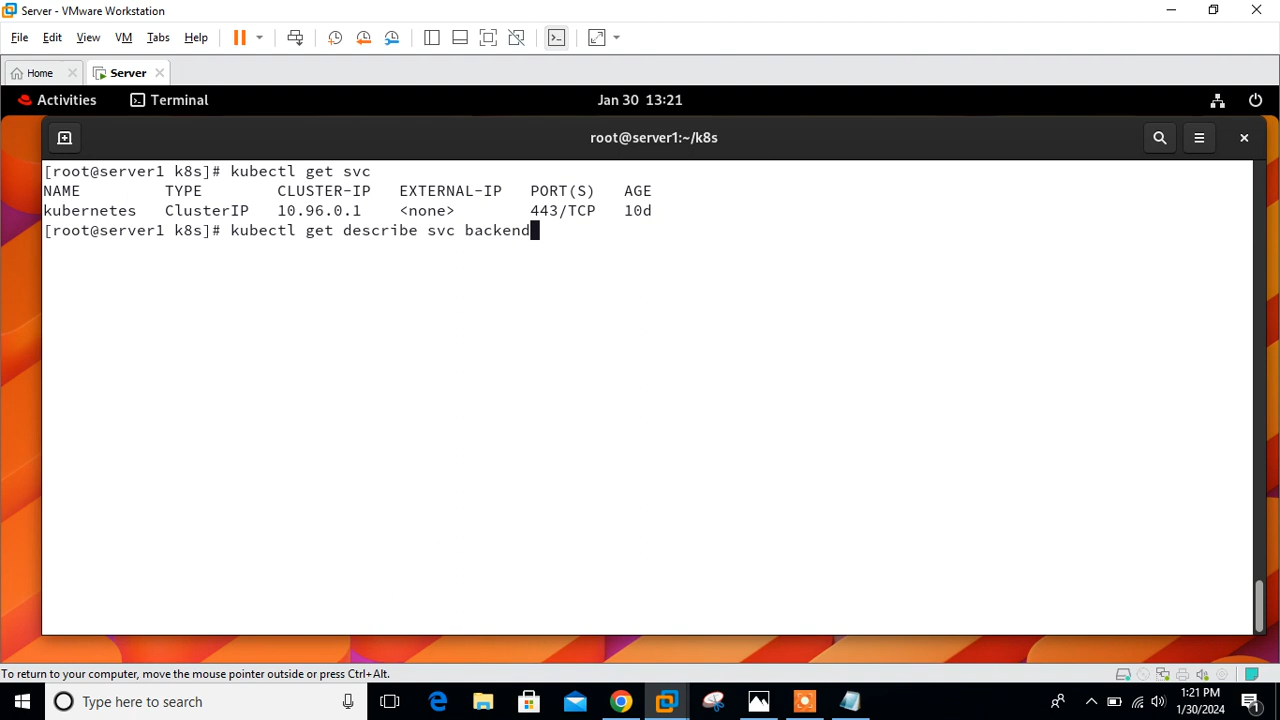 Server - VMware Workstation
File Edit View VM Tabs Help
Home Server
Activities Terminal Jan 30 13:21
root@server1:~/k8s
[root@server1 k8s]# kubectl get svc
NAME TYPE CLUSTER-IP EXTERNAL-IP PORT(S) AGE
kubernetes ClusterIP 10.96.0.1 <none> 443/TCP 10d
[root@server1 k8s]# kubectl get describe svc backend
To return to your computer, move the mouse pointer outside or press Ctrl+Alt.
Type here to search
1:21 PM
1/30/2024
1